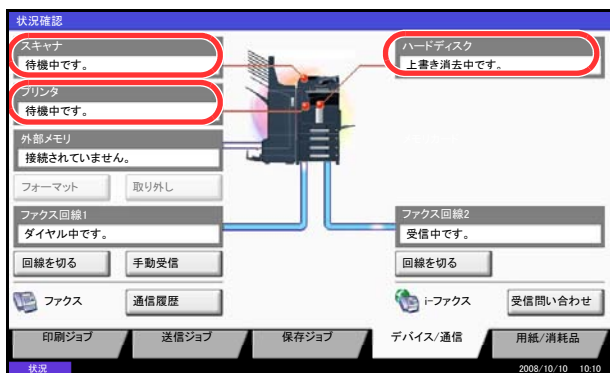 状況確認
スキャナ
待機中です。
ハードディスク
上書き消去中です。
プリンタ
待機中です。
外部メモリ
接続されていません。
フォーマット
取り外し
ファクス回線1
ダイヤル中です。
ファクス回線2
受信中です。
回線を切る
手動受信
回線を切る
ファクス
通信履歴
i-ファクス
受信問い合わせ
印刷ジョブ
送信ジョブ
保存ジョブ
デバイス/通信
用紙/消耗品
状況
2008/10/10 10:10